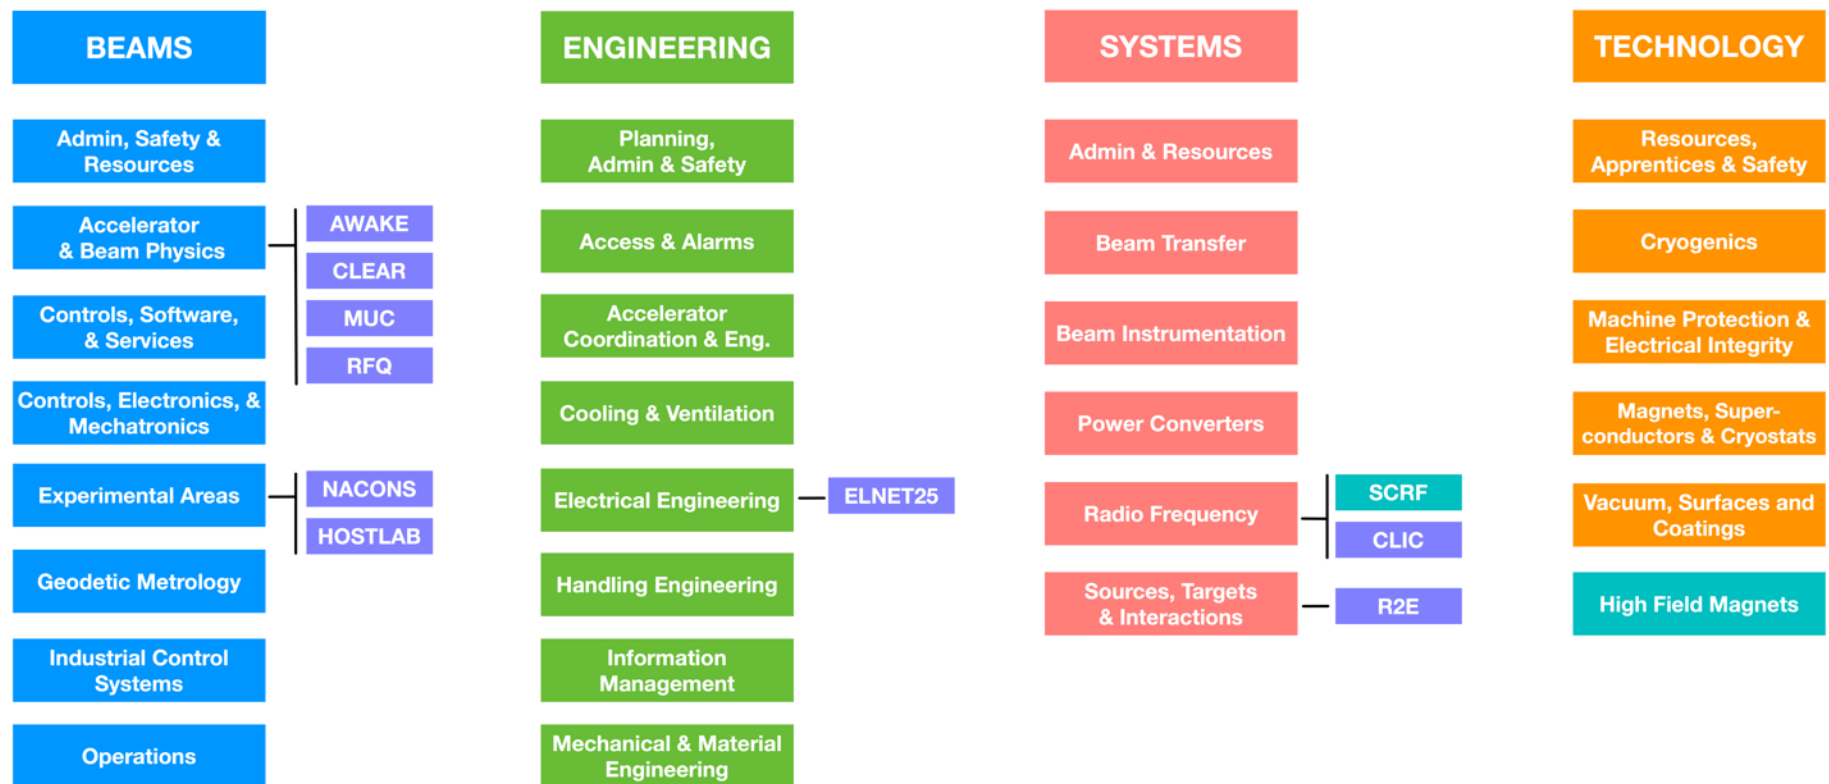 BEAMS
Admin, Safety &
Resources
Accelerator
& Beam Physics
AWAKE
CLEAR
MUC
RFQ
Controls, Software,
& Services
Controls, Electronics, &
Mechatronics
Experimental Areas
NACONS
HOSTLAB
Geodetic Metrology
Industrial Control
Systems
Operations
ENGINEERING
Planning,
Admin & Safety
Access & Alarms
Accelerator
Coordination & Eng.
Cooling & Ventilation
Electrical Engineering
ELNET25
Handling Engineering
Information
Management
Mechanical & Material
Engineering
SYSTEMS
Admin & Resources
Beam Transfer
Beam Instrumentation
Power Converters
Radio Frequency
SCRF
CLIC
Sources, Targets
& Interactions
R2E
TECHNOLOGY
Resources,
Apprentices & Safety
Cryogenics
Machine Protection &
Electrical Integrity
Magnets, Super-
conductors & Cryostats
Vacuum, Surfaces and
Coatings
High Field Magnets